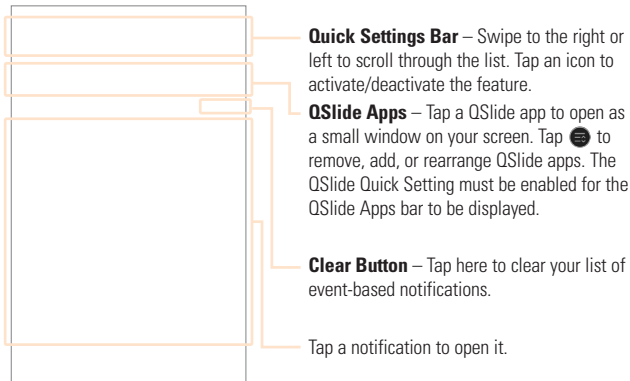 Quick Settings Bar – Swipe to the right or
left to scroll through the list. Tap an icon to
activate/deactivate the feature.
QSlide Apps – Tap a QSlide app to open as
a small window on your screen. Tap to
remove, add, or rearrange QSlide apps. The
QSlide Quick Setting must be enabled for the
QSlide Apps bar to be displayed.
Clear Button – Tap here to clear your list of
event-based notifications.
Tap a notification to open it.